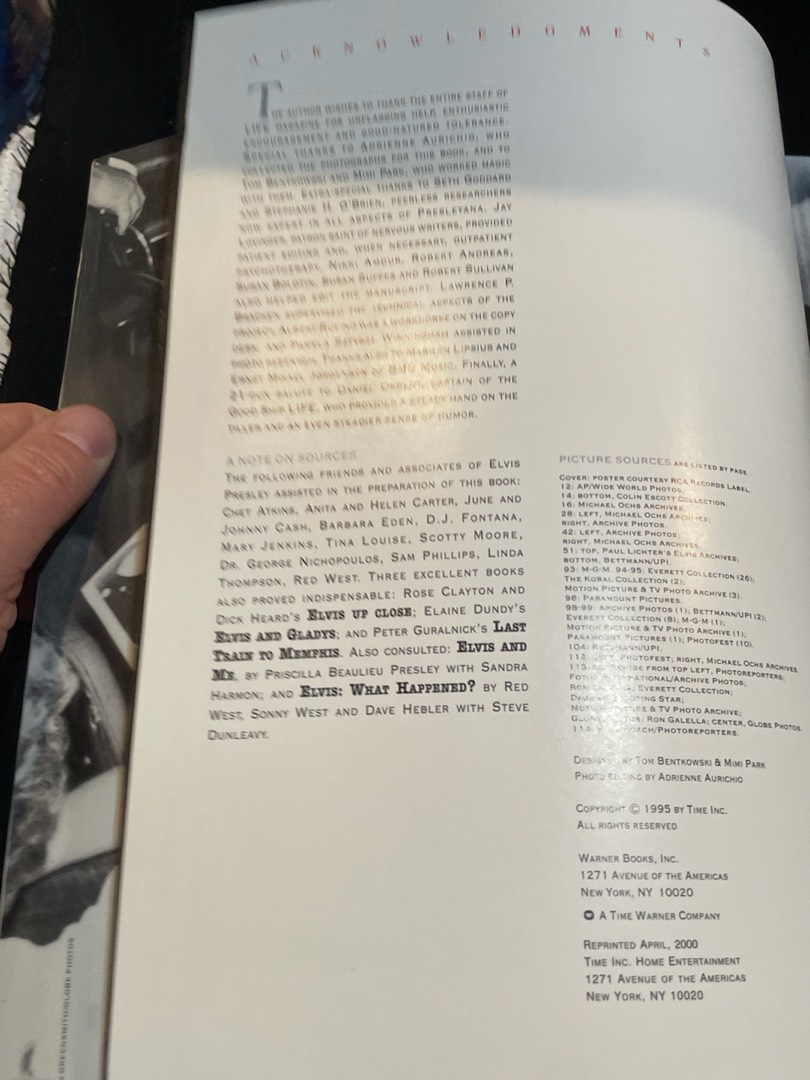 ACKNOWLEDGMENTS
THE AUTHOR WISHES TO THANK THE ENTIRE STAFF OF
LIFE MAGAZINE FOR UNFLAGGING HELP, ENTHUSIASTIC
ENCOURAGEMENT AND GOOD-NATURED TOLERANCE.
SPECIAL THANKS TO ADRIENNE AURICHIO, WHO
COLLECTED THE PHOTOGRAPHS FOR THIS BOOK, AND TO
TOM BENTKOWSKI AND MIMI PARK, WHO WORKED MAGIC
WITH THEM. EXTRA-SPECIAL THANKS TO BETH GODDARD
AND STEPHANIE H. O'BRIEN, PEERLESS RESEARCHERS
NOW EXPERT IN ALL ASPECTS OF PRESLEYANA. JAY
LOVINGER, PATRON SAINT OF NERVOUS WRITERS, PROVIDED
PATIENT EDITING AND, WHEN NECESSARY, OUTPATIENT
PSYCHOTHERAPY. NIKKI AMDUR, ROBERT ANDREAS,
SUSAN BOLOTIN, AND ROBERT SULLIVAN
ALSO HELPED EDIT THE MANUSCRIPT. LAWRENCE P.
SUPERVISED THE TECHNICAL ASPECTS OF THE
PROJECT, WAS A WORKHORSE ON THE COPY
DESK, AND PAMELA ASSISTED IN
PHOTO THANKS ALSO TO MARILYN LIPSIUS AND
OF BMG MUSIC. FINALLY, A
21-GUN SALUTE TO DANIEL OKRENT, CAPTAIN OF THE
GOOD SHIP LIFE, WHO PROVIDED A STEADY HAND ON THE
TILLER AND AN EVEN STEADIER SENSE OF HUMOR.
A NOTE ON SOURCES
THE FOLLOWING FRIENDS AND ASSOCIATES OF ELVIS
PRESLEY ASSISTED IN THE PREPARATION OF THIS BOOK:
CHET ATKINS, ANITA AND HELEN CARTER, JUNE AND
JOHNNY CASH, BARBARA EDEN, D.J. FONTANA,
MARY JENKINS, TINA LOUISE, SCOTTY MOORE,
DR. GEORGE NICHOPOULOS, SAM PHILLIPS, LINDA
THOMPSON, RED WEST. THREE EXCELLENT BOOKS
ALSO PROVED INDISPENSABLE: ROSE CLAYTON AND
DICK HEARD'S ELVIS UP CLOSE; ELAINE DUNDY'S
ELVIS AND GLADYS; AND PETER GURALNICK'S LAST
TRAIN TO MEMPHIS. ALSO CONSULTED: ELVIS AND
ME, BY PRISCILLA BEAULIEU PRESLEY WITH SANDRA
HARMON; AND ELVIS: WHAT HAPPENED? BY RED
WEST, SONNY WEST AND DAVE HEBLER WITH STEVE
DUNLEAVY.
PICTURE SOURCES ARE LISTED BY PAGE
COVER: POSTER COURTESY RCA RECORDS LABEL.
12: AP/WIDE WORLD PHOTOS.
14: BOTTOM, COLIN ESCOTT COLLECTION.
16: MICHAEL OCHS ARCHIVES.
28: LEFT, MICHAEL OCHS ARCHIVES;
RIGHT, ARCHIVE PHOTOS.
42: LEFT, ARCHIVE PHOTOS;
RIGHT, MICHAEL OCHS ARCHIVES.
51: TOP, PAUL LICHTER'S ELVIS ARCHIVES;
BOTTOM, BETTMANN/UPI.
93: M-G-M. 94-95: EVERETT COLLECTION (26);
THE KOBAL COLLECTION (2);
MOTION PICTURE & TV PHOTO ARCHIVE (3).
96: PARAMOUNT PICTURES.
98-99: ARCHIVE PHOTOS (1); BETTMANN/UPI (2);
EVERETT COLLECTION (8); M-G-M (1);
MOTION PICTURE & TV PHOTO ARCHIVE (1);
PARAMOUNT PICTURES (1); PHOTOFEST (10).
104: BETTMANN/UPI.
112: LEFT, PHOTOFEST; RIGHT, MICHAEL OCHS ARCHIVES.
113: FROM TOP LEFT, PHOTOREPORTERS;
ARCHIVE PHOTOS;
EVERETT COLLECTION;
STAR;
& TV PHOTO ARCHIVE;
RON GALELLA; CENTER, GLOBE PHOTOS.
/PHOTOREPORTERS.
DESIGNED BY TOM BENTKOWSKI & MIMI PARK
PHOTO EDITING BY ADRIENNE AURICHIO
COPYRIGHT © 1995 BY TIME INC.
ALL RIGHTS RESERVED
WARNER BOOKS, INC.
1271 AVENUE OF THE AMERICAS
NEW YORK, NY 10020
A TIME WARNER COMPANY
REPRINTED APRIL, 2000
TIME INC. HOME ENTERTAINMENT
1271 AVENUE OF THE AMERICAS
NEW YORK, NY 10020
GREENSMITH/GLOBE PHOTOS